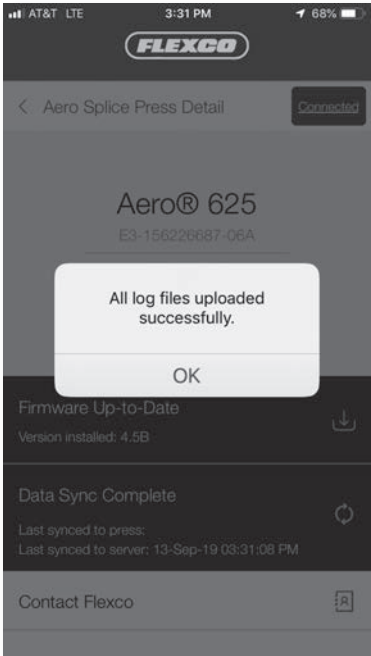 AT&T LTE 3:31 PM 68%
FLEXCO
< Aero Splice Press Detail Connected
Aero® 625
E3-156226687-06A
All log files uploaded
successfully.
OK
Firmware Up-to-Date
Version installed: 4.5B
Data Sync Complete
Last synced to press:
Last synced to server: 13-Sep-19 03:31:08 PM
Contact Flexco